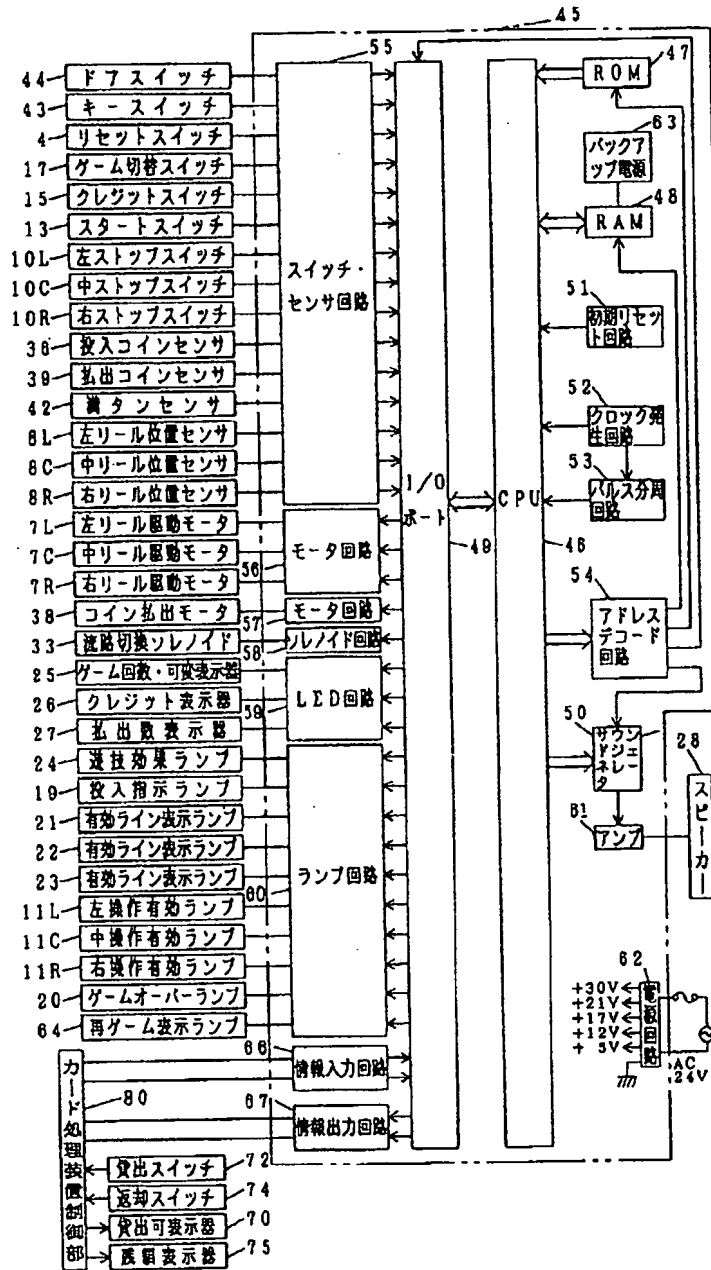 45
55
44 ドアスイッチ
43 キースイッチ
4 リセットスイッチ
17 ゲーム切替スイッチ
15 クレジットスイッチ
13 スタートスイッチ
10L 左ストップスイッチ
10C 中ストップスイッチ
10R 右ストップスイッチ
36 投入コインセンサ
39 払出コインセンサ
42 満タンセンサ
6L 左リール位置センサ
6C 中リール位置センサ
6R 右リール位置センサ
7L 左リール駆動モータ
7C 中リール駆動モータ
7R 右リール駆動モータ
38 コイン払出モータ
33 流路切換ソレノイド
25 ゲーム回数・可変表示器
26 クレジット表示器
27 払出数表示器
24 遊技効果ランプ
19 投入指示ランプ
21 有効ライン表示ランプ
22 有効ライン表示ランプ
23 有効ライン表示ランプ
11L 左操作有効ランプ
11C 中操作有効ランプ
11R 右操作有効ランプ
20 ゲームオーバーランプ
64 再ゲーム表示ランプ
スイッチ・
センサ回路
モータ回路
56
モータ回路
57
ソレノイド回路
58
LED回路
59
ランプ回路
60
66
情報入力回路
67
情報出力回路
I/O
ポート
49
CPU
46
ROM
47
63
バックア
ップ電源
48
RAM
51
初期リセ
ット回路
52
クロック発
生回路
53
パルス分周
回路
54
アドレス
デコード
回路
50
サウン
ドジェ
ネレー
タ
61
アンプ
28
スピーカー
62
電源回路
+30V
+21V
+17V
+12V
+ 5V
AC
24V
カード処理装置制御部
80
貸出スイッチ 72
返却スイッチ 74
貸出可表示器 70
残額表示器 75